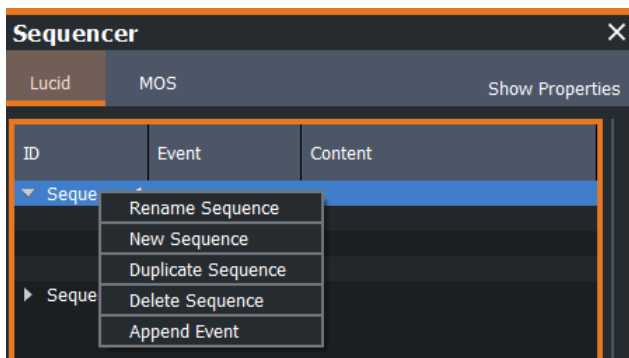 Sequencer
Lucid MOS Show Properties
ID Event Content
Seque
Rename Sequence
New Sequence
Duplicate Sequence
Seque
Delete Sequence
Append Event